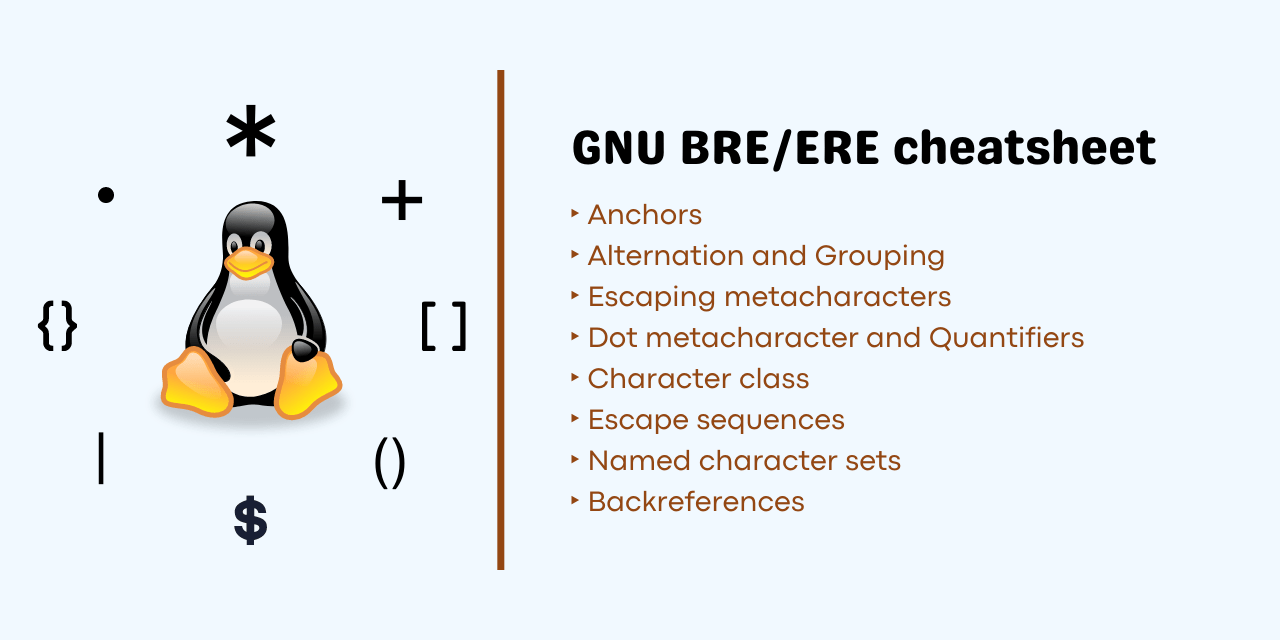 *
• +
{} [ ]
| ()
$
GNU BRE/ERE cheatsheet
‣ Anchors
‣ Alternation and Grouping
‣ Escaping metacharacters
‣ Dot metacharacter and Quantifiers
‣ Character class
‣ Escape sequences
‣ Named character sets
‣ Backreferences